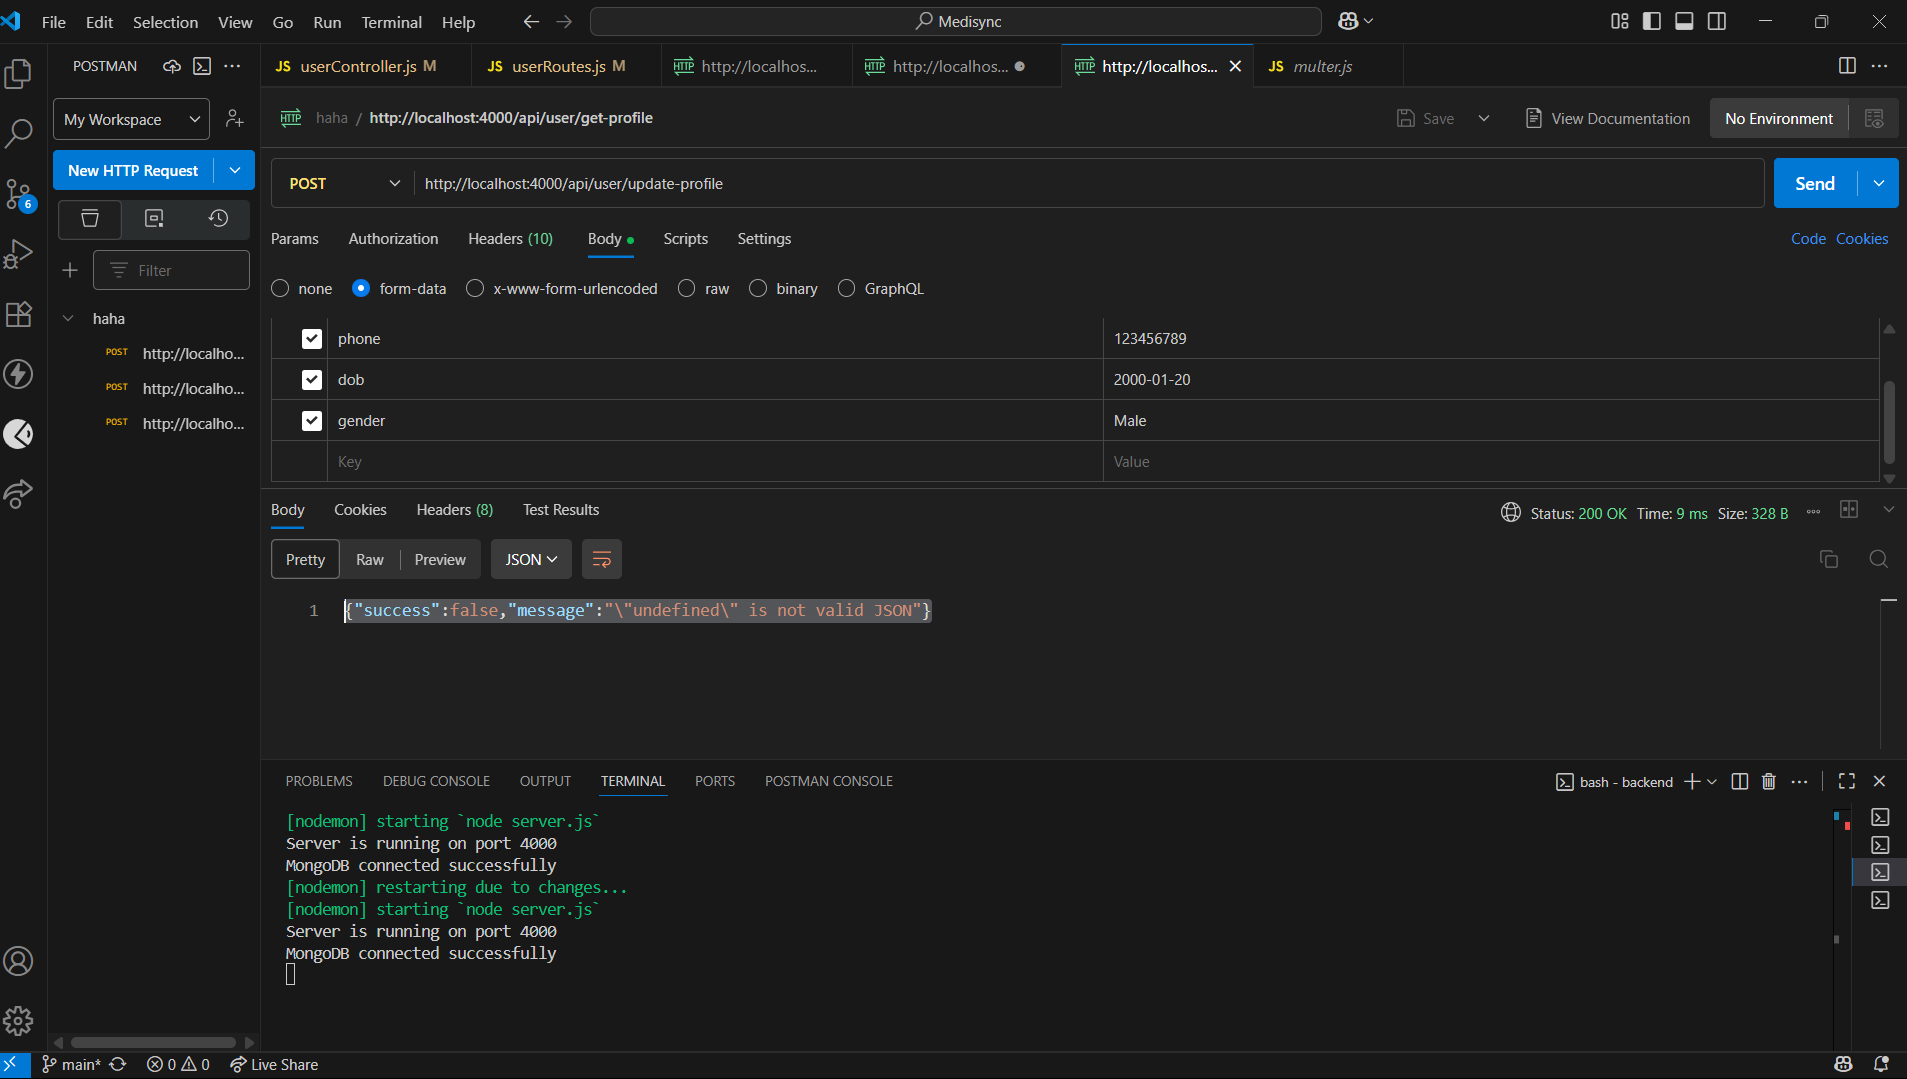 File Edit Selection View Go Run Terminal Help
Medisync
POSTMAN
JS userController.js M
JS userRoutes.js M
HTTP http://localhos...
HTTP http://localhos...
HTTP http://localhos...
JS multer.js
My Workspace
HTTP haha / http://localhost:4000/api/user/get-profile
Save
View Documentation
No Environment
New HTTP Request
POST
http://localhost:4000/api/user/update-profile
Send
6
Params Authorization Headers (10) Body Scripts Settings
Code Cookies
Filter
none form-data x-www-form-urlencoded raw binary GraphQL
haha
POST http://localho...
POST http://localho...
POST http://localho...
phone 123456789
dob 2000-01-20
gender Male
Key Value
Body Cookies Headers (8) Test Results
Status: 200 OK Time: 9 ms Size: 328 B
Pretty Raw Preview JSON
1 {"success":false,"message":"\"undefined\" is not valid JSON"}
PROBLEMS DEBUG CONSOLE OUTPUT TERMINAL PORTS POSTMAN CONSOLE
bash - backend
[nodemon] starting `node server.js`
Server is running on port 4000
MongoDB connected successfully
[nodemon] restarting due to changes...
[nodemon] starting `node server.js`
Server is running on port 4000
MongoDB connected successfully
main* 0 0 Live Share